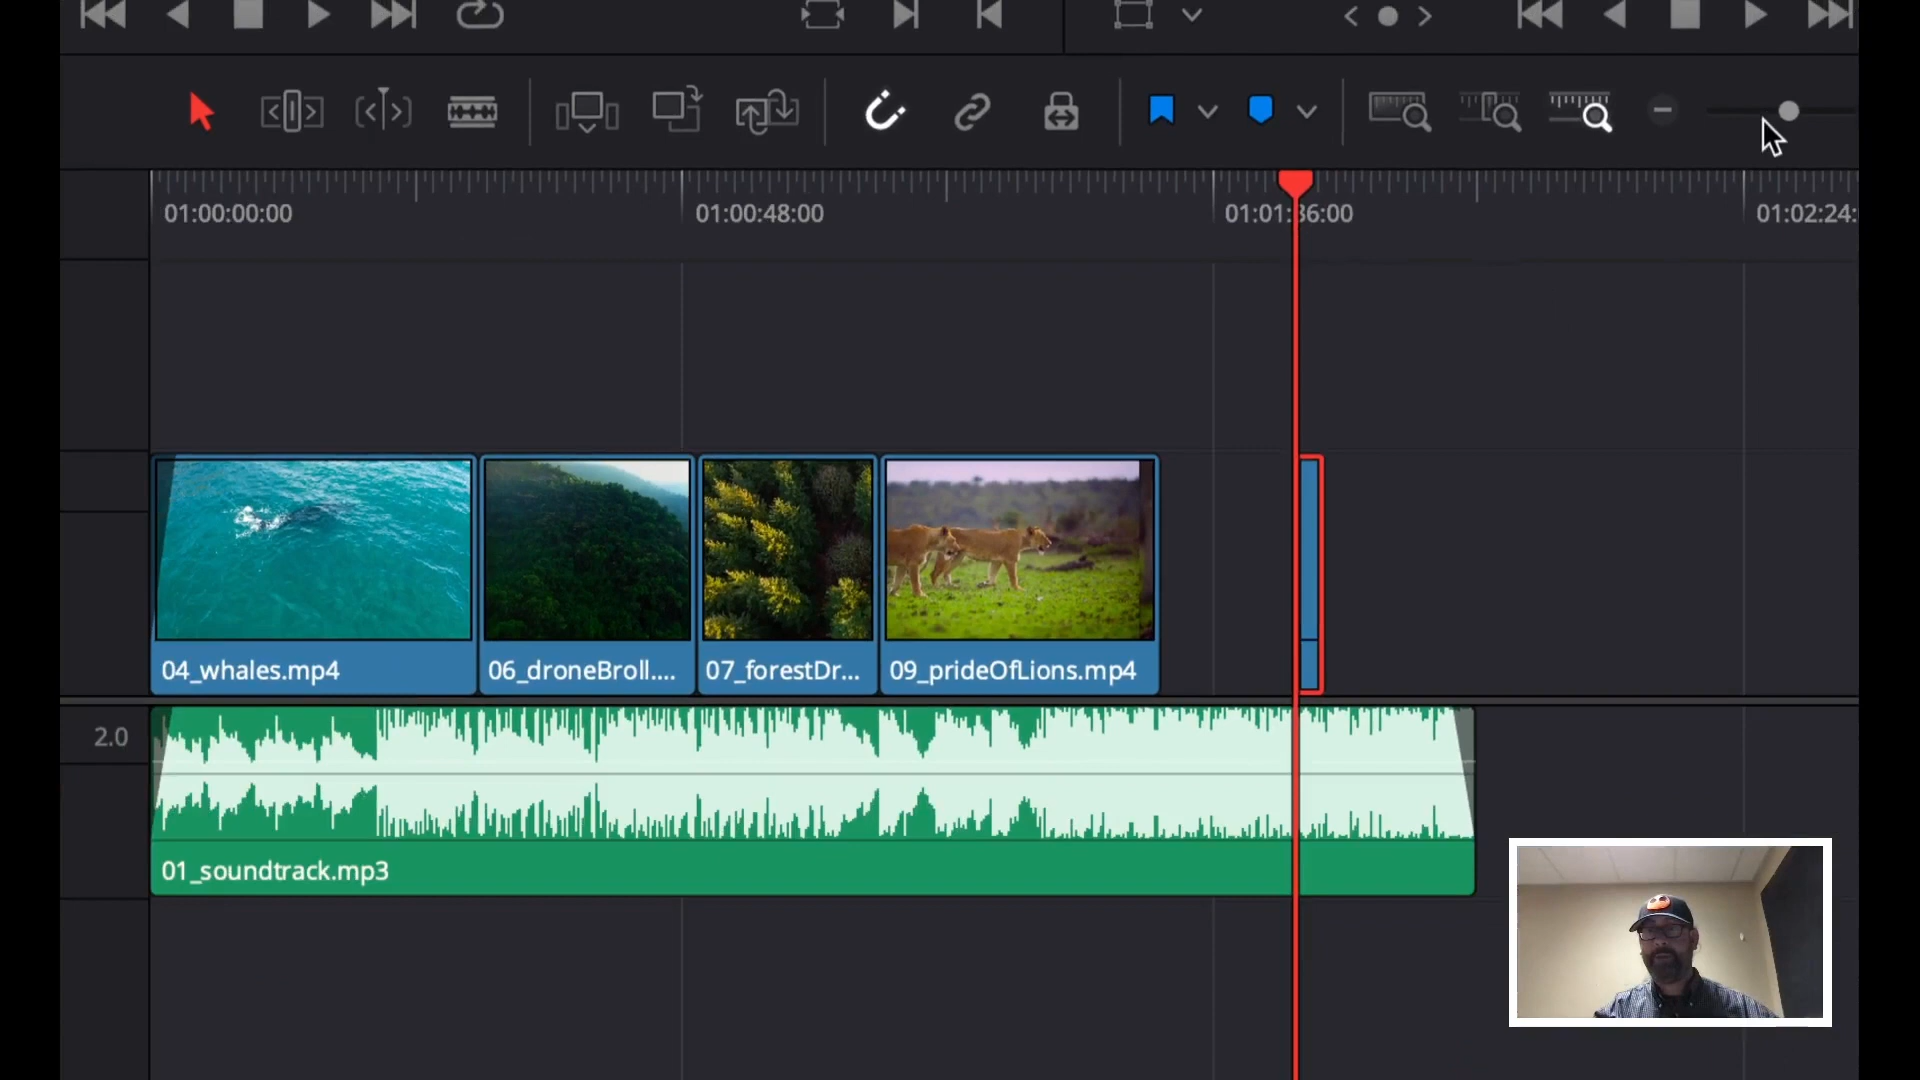 01:00:00:00
01:00:48:00
01:01:36:00
01:02:24:
04_whales.mp4
06_droneBroll....
07_forestDr...
09_prideOfLions.mp4
2.0
01_soundtrack.mp3